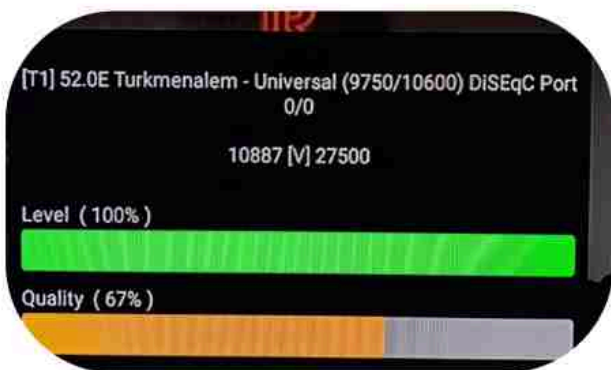 [T1] 52.0E Turkmenalem - Universal (9750/10600) DiSEqC Port
0/0
10887 [V] 27500
Level ( 100% )
Quality ( 67% )